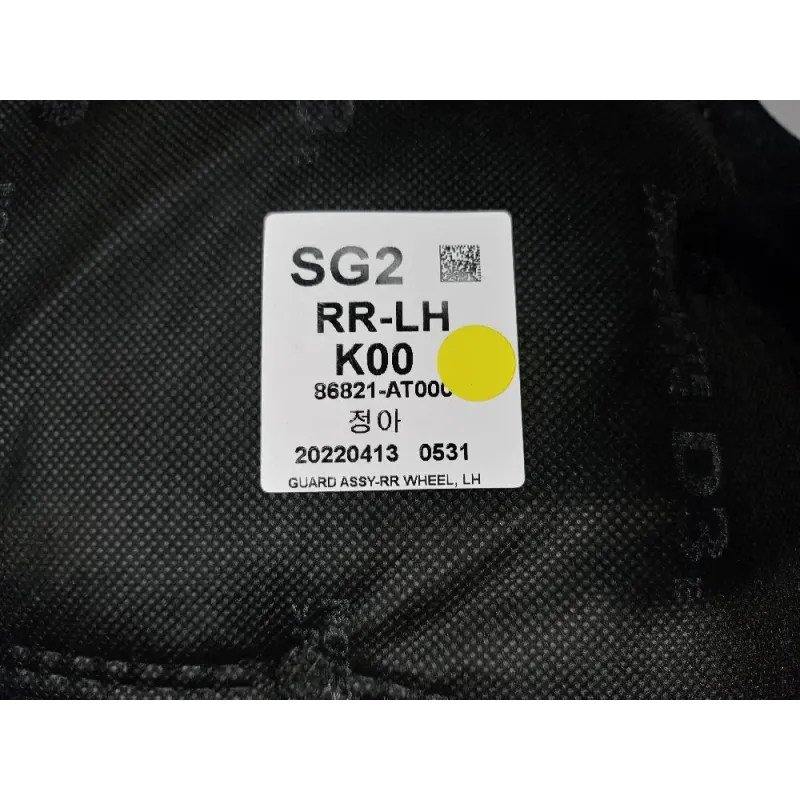 SG2
RR-LH
K00
86821-AT000
정아
20220413 0531
GUARD ASSY-RR WHEEL, LH